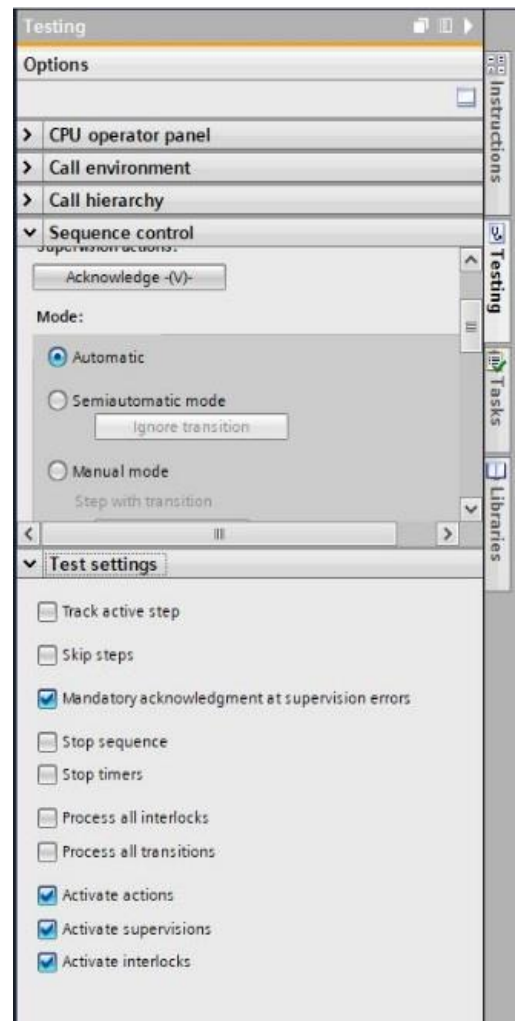 Testing
Options
CPU operator panel
Call environment
Call hierarchy
Sequence control
Supervision actions:
Acknowledge -(V)-
Mode:
Automatic
Semiautomatic mode
Ignore transition
Manual mode
Step with transition
Test settings
Track active step
Skip steps
Mandatory acknowledgment at supervision errors
Stop sequence
Stop timers
Process all interlocks
Process all transitions
Activate actions
Activate supervisions
Activate interlocks
Instructions
Testing
Tasks
Libraries